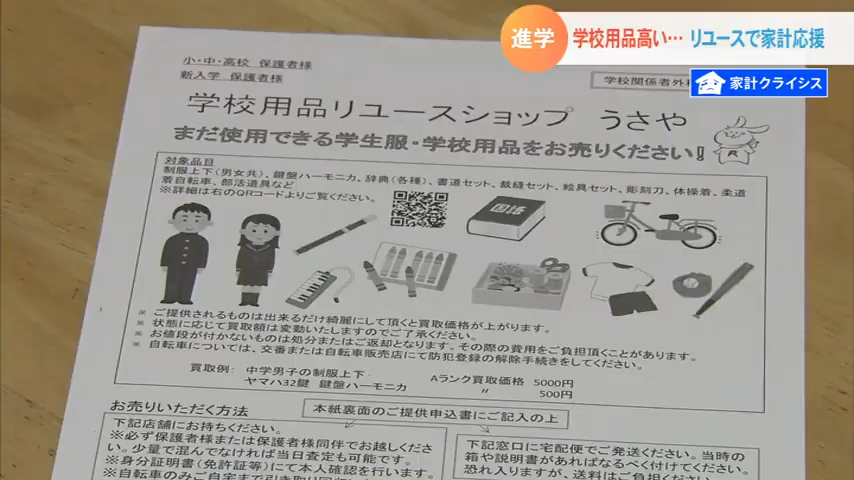 進学
学校用品高い… リユースで家計応援
家計クライシス
小・中・高校 保護者様
新入学 保護者様
学校関係者外
学校用品リユースショップ うさや
まだ使用できる学生服・学校用品をお売りください!
R
対象品目
制服上下(男女共)、鍵盤ハーモニカ、辞典(各種)、書道セット、裁縫セット、絵具セット、彫刻刀、体操着、柔道
着自転車、部活道具など
※詳細は右のQRコードよりご覧ください。
国語
※ ご提供されるものは出来るだけ綺麗にして頂くと買取価格が上がります。
※ 状態に応じて買取額は変動いたしますのでご了承ください。
※ お値段が付かないものは処分またはご返却となります。その際の費用をご負担頂くことがあります。
※ 自転車については、交番または自転車販売店にて防犯登録の解除手続きをしてください。
買取例: 中学男子の制服上下 Aランク買取価格 5000円
ヤマハ32鍵 鍵盤ハーモニカ 〃 500円
お売りいただく方法
本紙裏面のご提供申込書にご記入の上
下記店舗にお持ちください。
※必ず保護者様または保護者様同伴でお越しくださ
い。少量で混んでなければ当日査定も可能です。
※身分証明書(免許証等)にて本人確認を行います。
※自転車のみご自宅まで引き取り
下記窓口に宅配便でご発送ください。当時の
箱や説明書があればなるべく付けてください。
恐れ入りますが、送料はご負担ください。